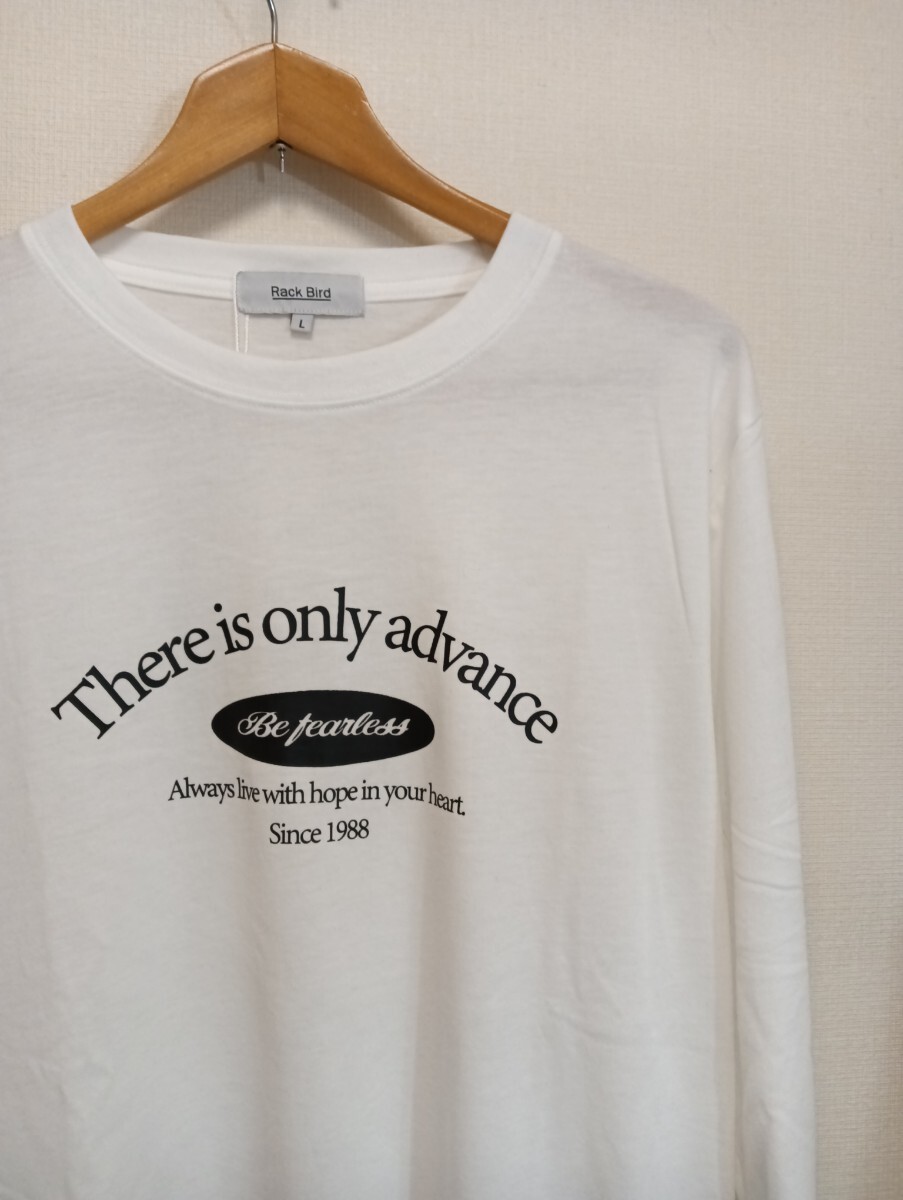 Rack Bird
L
There is only advance
Be fearless
Always live with hope in your heart.
Since 1988